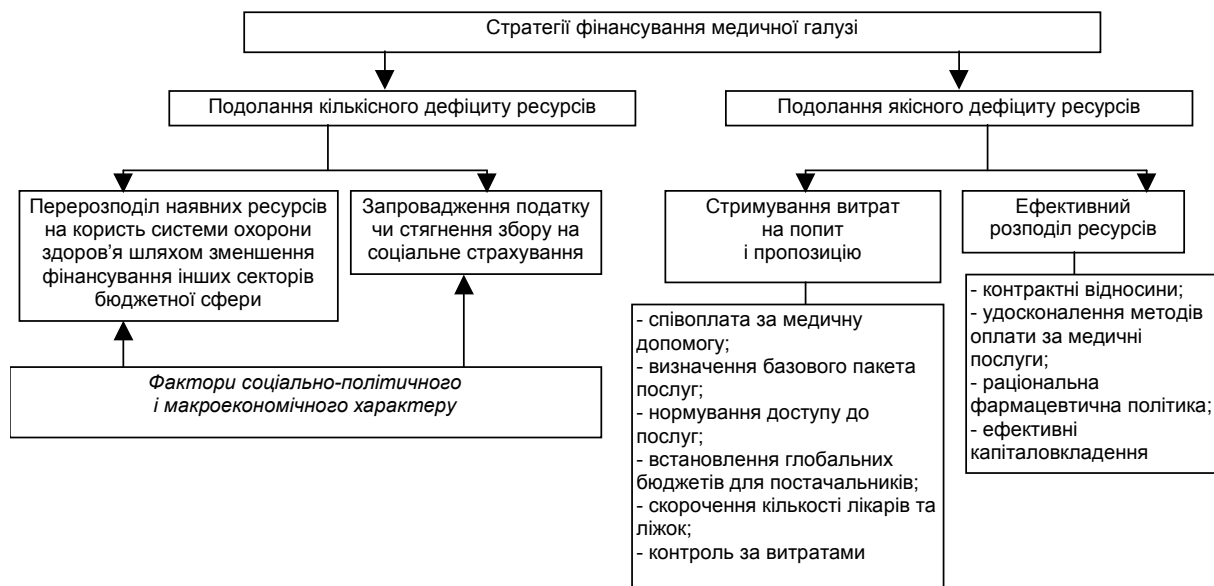 Стратегії фінансування медичної галузі
Подолання кількісного дефіциту ресурсів
Подолання якісного дефіциту ресурсів
Перерозподіл наявних ресурсів
на користь системи охорони
здоров’я шляхом зменшення
фінансування інших секторів
бюджетної сфери
Запровадження податку
чи стягнення збору на
соціальне страхування
Стримування витрат
на попит
і пропозицію
Ефективний
розподіл ресурсів
Фактори соціально-політичного
і макроекономічного характеру
- співоплата за медичну
допомогу;
- визначення базового пакета
послуг;
- нормування доступу до
послуг;
- встановлення глобальних
бюджетів для постачальників;
- скорочення кількості лікарів та
ліжок;
- контроль за витратами
- контрактні відносини;
- удосконалення методів
оплати за медичні
послуги;
- раціональна
фармацевтична політика;
- ефективні
капіталовкладення